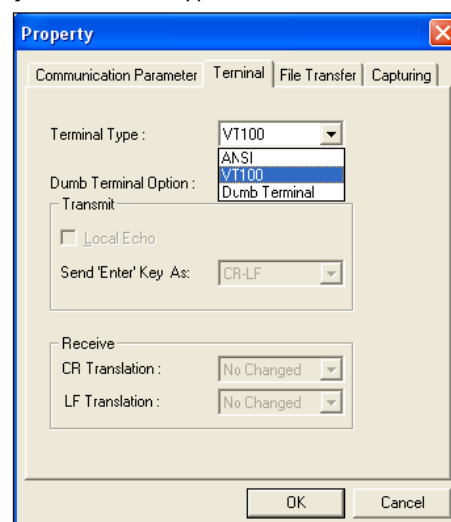 Property
Communication Parameter Terminal File Transfer Capturing
Terminal Type : VT100
ANSI
VT100
Dumb Terminal
Dumb Terminal Option :
Transmit
Local Echo
Send 'Enter' Key As: CR-LF
Receive
CR Translation : No Changed
LF Translation : No Changed
OK Cancel